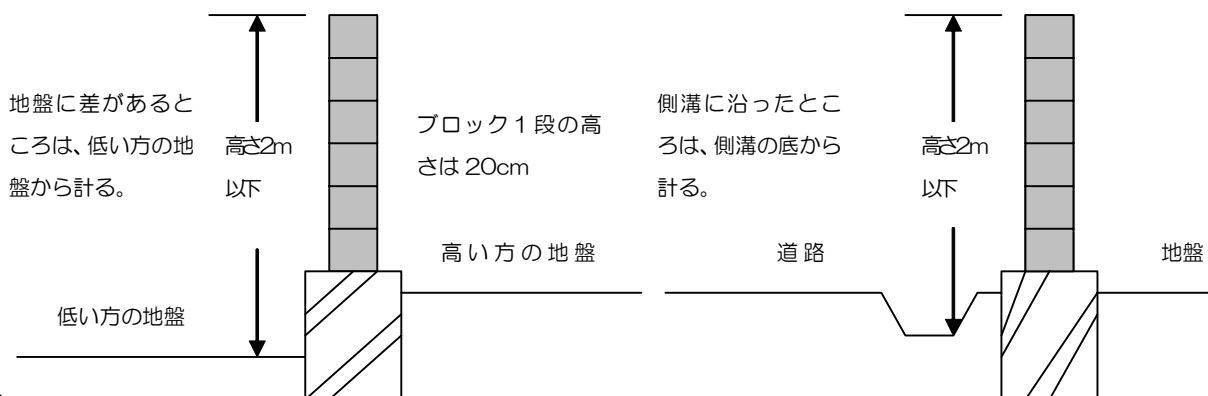 地盤に差があると
ころは、低い方の地
盤から計る。
高さ2m
以下
ブロック1段の高
さは 20cm
高い方の地盤
低い方の地盤
側溝に沿ったとこ
ろは、側溝の底から
計る。
高さ2m
以下
道路
地盤